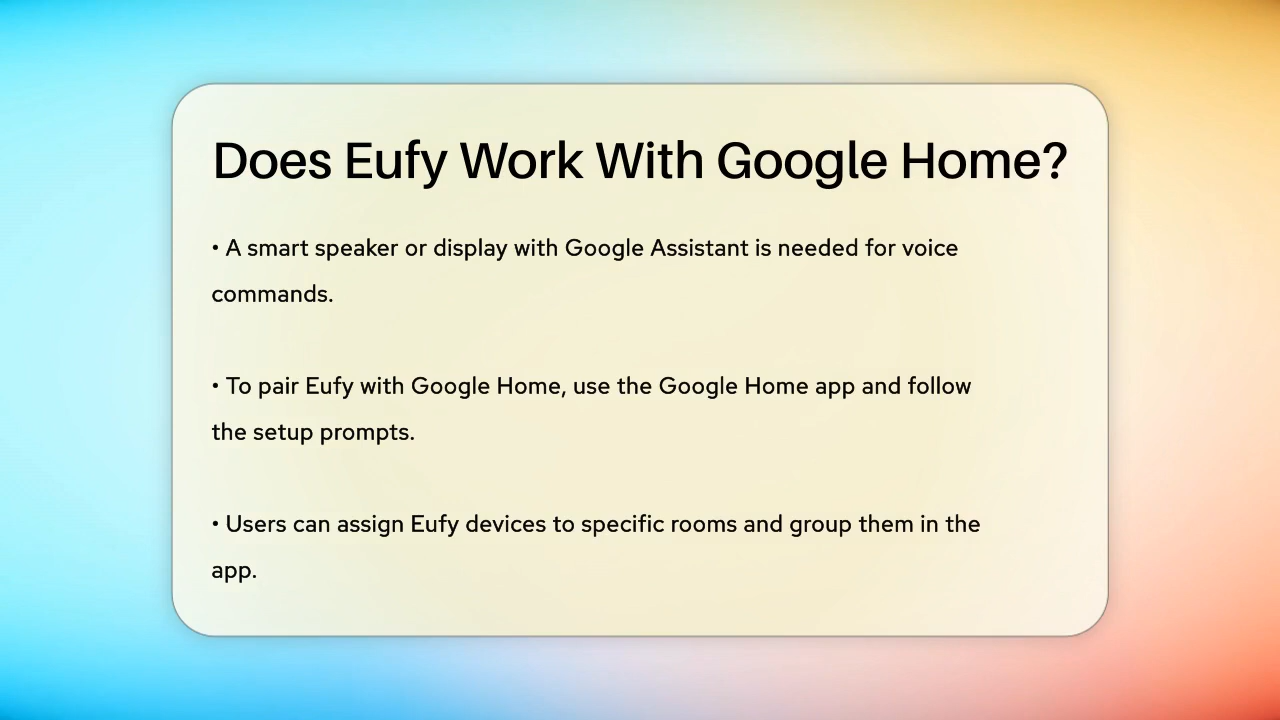 Does Eufy Work With Google Home?
• A smart speaker or display with Google Assistant is needed for voice
commands.
• To pair Eufy with Google Home, use the Google Home app and follow
the setup prompts.
• Users can assign Eufy devices to specific rooms and group them in the
app.